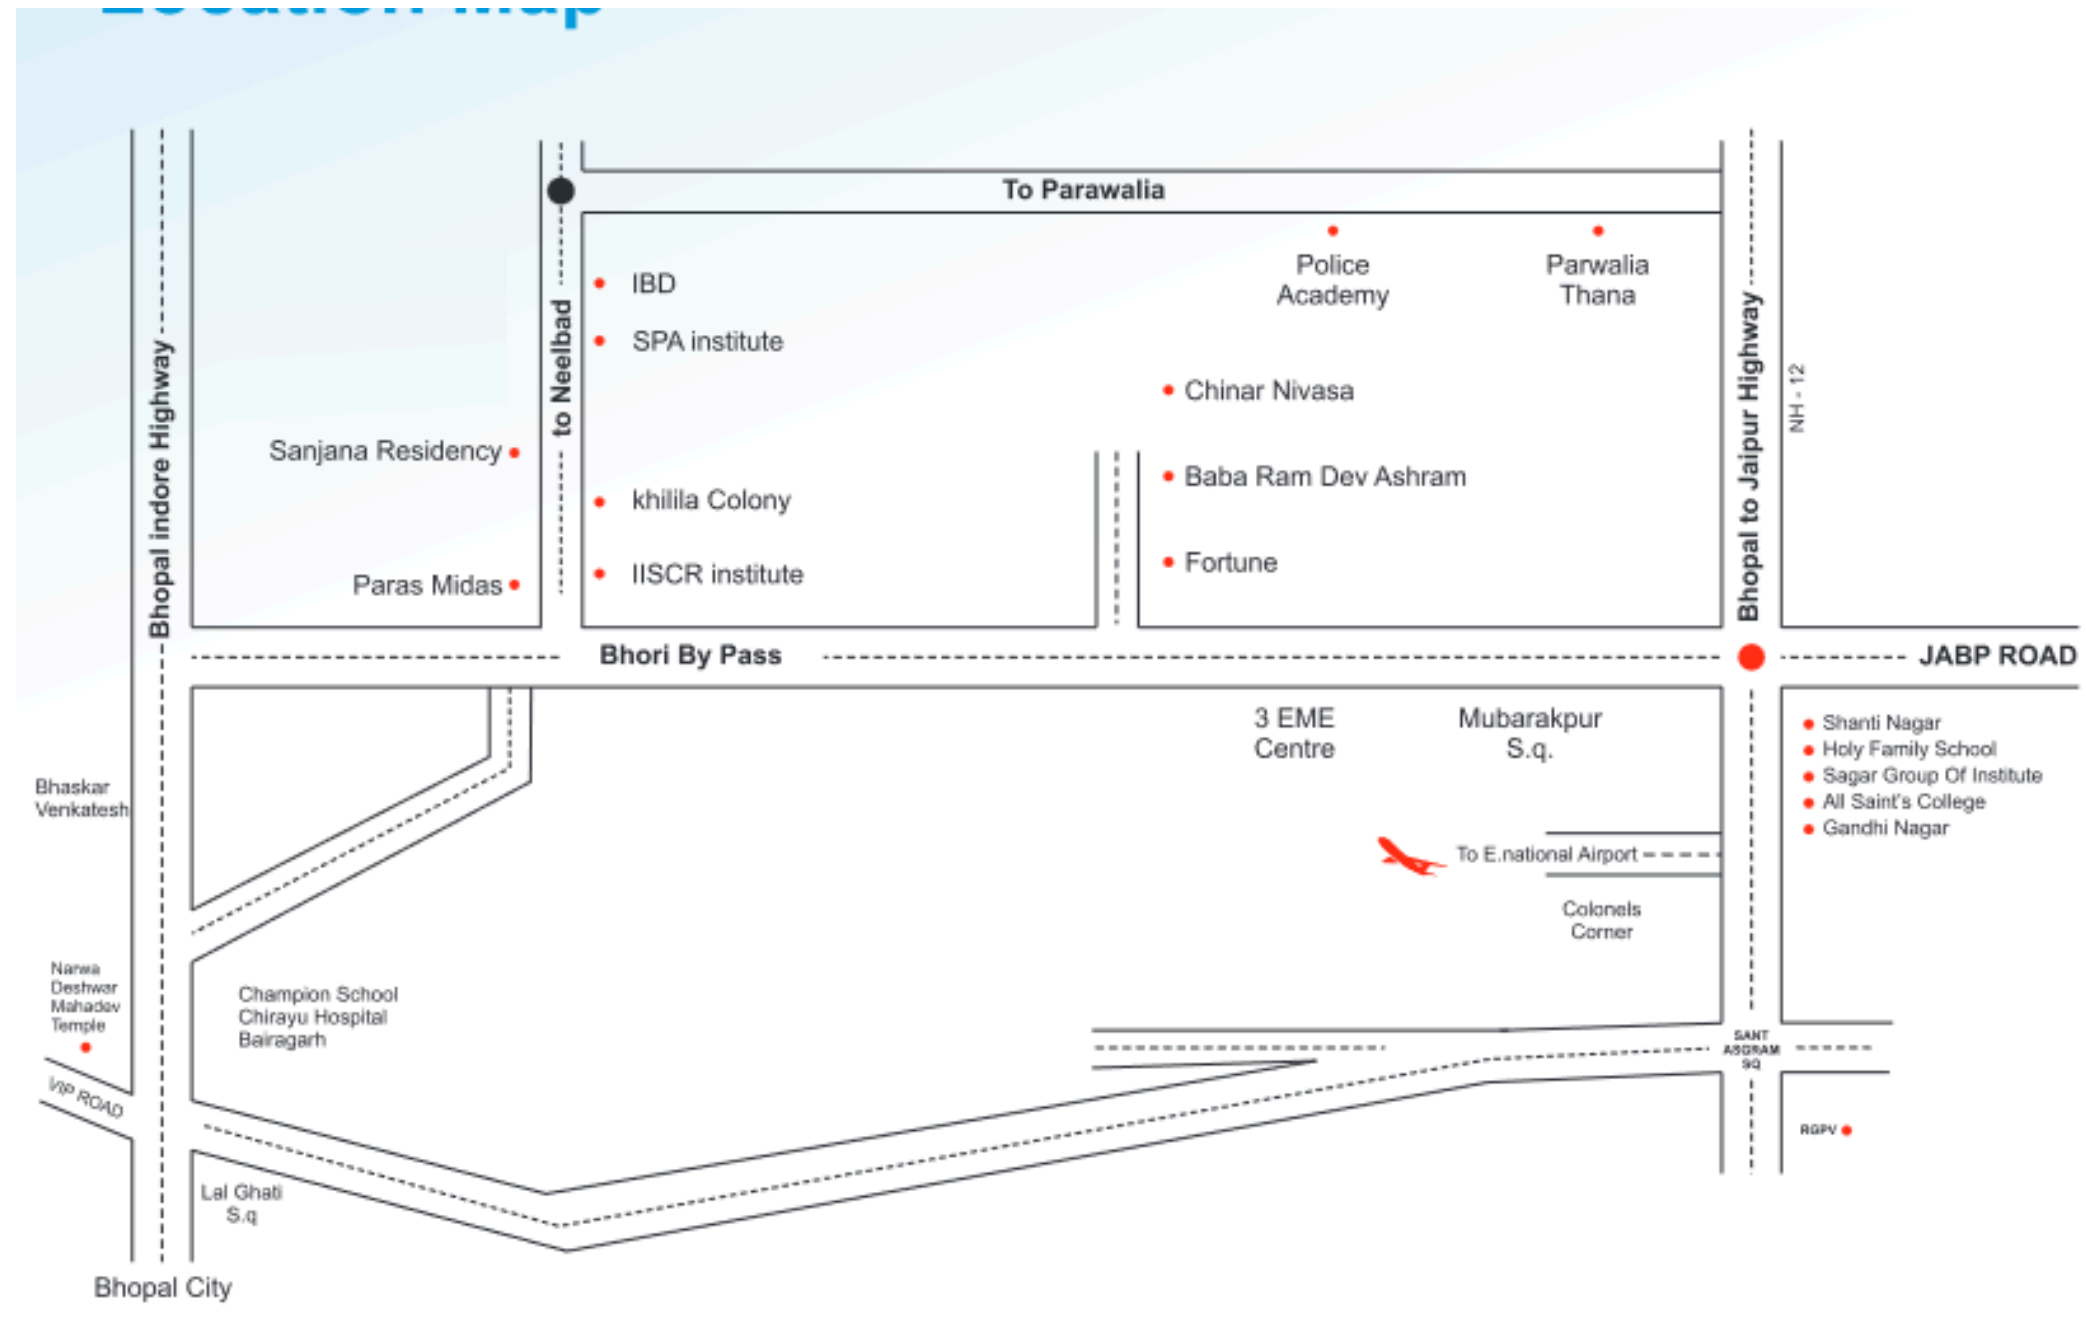 Location Map
To Parawalia
Police
Academy
Parwalia
Thana
IBD
SPA institute
to Neelbad
Chinar Nivasa
Bhopal indore Highway
Bhopal to Jaipur Highway
NH - 12
Sanjana Residency
Baba Ram Dev Ashram
khilila Colony
Fortune
IISCR institute
Paras Midas
Bhori By Pass
JABP ROAD
3 EME
Centre
Mubarakpur
S.q.
Shanti Nagar
Holy Family School
Sagar Group Of Institute
All Saint's College
Gandhi Nagar
Bhaskar
Venkatesh
To E.national Airport
Colonels
Corner
Narwa
Deshwar
Mahadev
Temple
Champion School
Chirayu Hospital
Bairagarh
SANT
ASGRAM
SQ
VIP ROAD
RGPV
Lal Ghati
S.q
Bhopal City